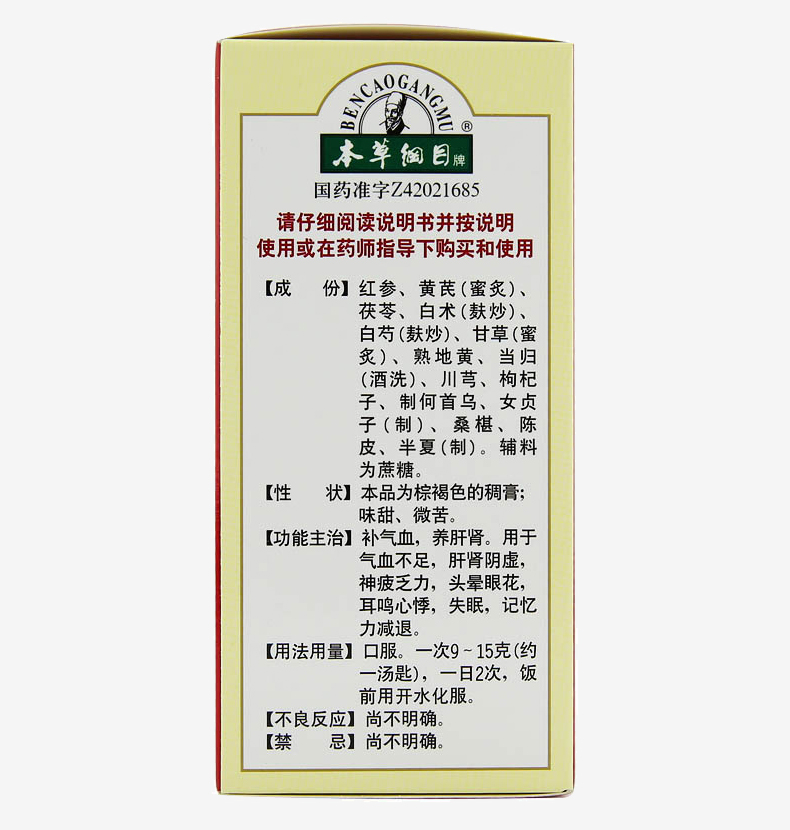 BENCAOGANGMU
®
本草纲目牌
国药准字Z42021685
请仔细阅读说明书并按说明
使用或在药师指导下购买和使用
【成 份】红参、黄芪(蜜炙)、
茯苓、白术(麸炒)、
白芍(麸炒)、甘草(蜜
炙)、熟地黄、当归
(酒洗)、川芎、枸杞
子、制何首乌、女贞
子(制)、桑椹、陈
皮、半夏(制)。辅料
为蔗糖。
【性 状】本品为棕褐色的稠膏；
味甜、微苦。
【功能主治】补气血，养肝肾。用于
气血不足，肝肾阴虚，
神疲乏力，头晕眼花，
耳鸣心悸，失眠，记忆
力减退。
【用法用量】口服。一次9~15克(约
一汤匙)，一日2次，饭
前用开水化服。
【不良反应】尚不明确。
【禁 忌】尚不明确。